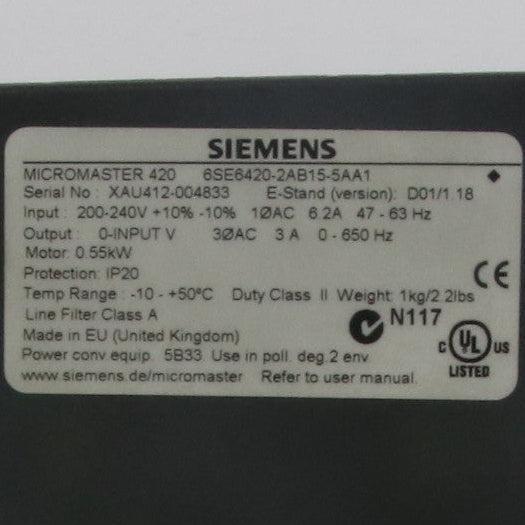 SIEMENS
MICROMASTER 420 6SE6420-2AB15-5AA1
Serial No : XAU412-004833 E-Stand (version): D01/1.18
Input : 200-240V +10% -10% 1ØAC 6.2A 47 - 63 Hz
Output : 0-INPUT V 3ØAC 3 A 0 - 650 Hz
Motor: 0.55kW
Protection: IP20
Temp Range : -10 - +50ºC Duty Class II Weight: 1kg/2.2lbs
Line Filter Class A
Made in EU (United Kingdom)
Power conv.equip. 5B33 Use in poll. deg.2 env.
www.siemens.de/micromaster Refer to user manual.
CE
N117
C UL US
LISTED